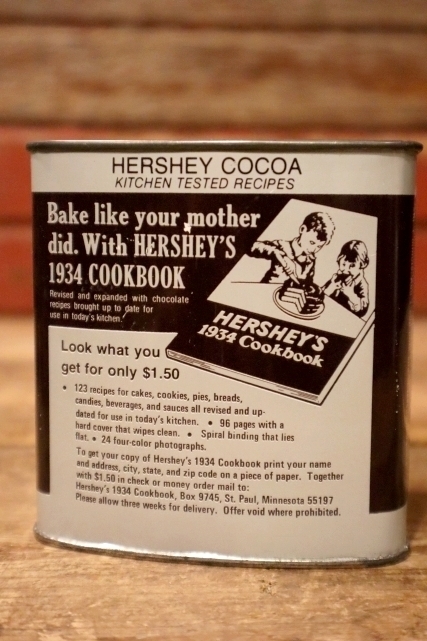 HERSHEY COCOA
KITCHEN TESTED RECIPES
Bake like your mother
did. With HERSHEY'S
1934 COOKBOOK
Revised and expanded with chocolate
recipes brought up to date for
use in today's kitchen.
HERSHEY'S
1934 Cookbook
Look what you
get for only $1.50
• 123 recipes for cakes, cookies, pies, breads,
candies, beverages, and sauces all revised and up-
dated for use in today's kitchen. • 96 pages with a
hard cover that wipes clean. • Spiral binding that lies
flat. • 24 four-color photographs.
To get your copy of Hershey's 1934 Cookbook print your name
and address, city, state, and zip code on a piece of paper. Together
with $1.50 in check or money order mail to:
Hershey's 1934 Cookbook, Box 9745, St. Paul, Minnesota 55197
Please allow three weeks for delivery. Offer void where prohibited.